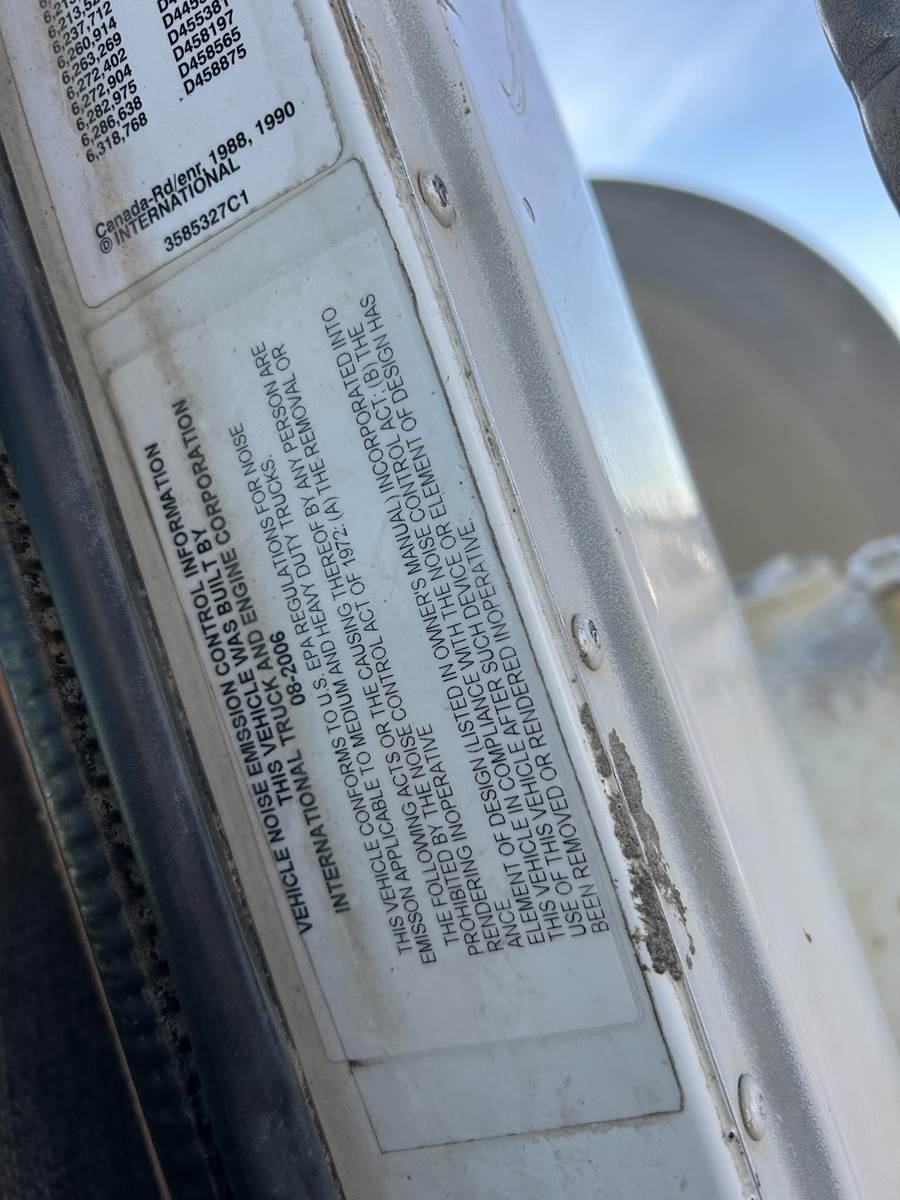 6,237,712
6,260,914
6,263,269
6,272,402
6,272,904 D455381
6,282,975 D458197
6,286,638 D458565
6,318,768 D458875
Canada-Rd/enr, 1988, 1990
© INTERNATIONAL
3585327C1
VEHICLE NOISE EMISSION CONTROL INFORMATION
THIS VEHICLE WAS BUILT BY
INTERNATIONAL TRUCK AND ENGINE CORPORATION
08-2006
THIS VEHICLE CONFORMS TO U.S. EPA REGULATIONS FOR NOISE
EMISSON APPLICABLE TO MEDIUM AND HEAVY DUTY TRUCKS.
THE FOLLOWING ACTS OR THE CAUSING THEREOF BY ANY PERSON ARE
PROHIBITED BY THE NOISE CONTROL ACT OF 1972: (A) THE REMOVAL OR
RENDERING INOPERATIVE
ANCE
ELEMENT OF DESIGN (LISTED IN OWNER'S MANUAL) INCORPORATED INTO
THIS VEHICLE IN COMPLIANCE WITH THE NOISE CONTROL ACT: (B) THE
USE OF THIS VEHICLE AFTER SUCH DEVICE OR ELEMENT OF DESIGN HAS
BEEN REMOVED OR RENDERED INOPERATIVE.